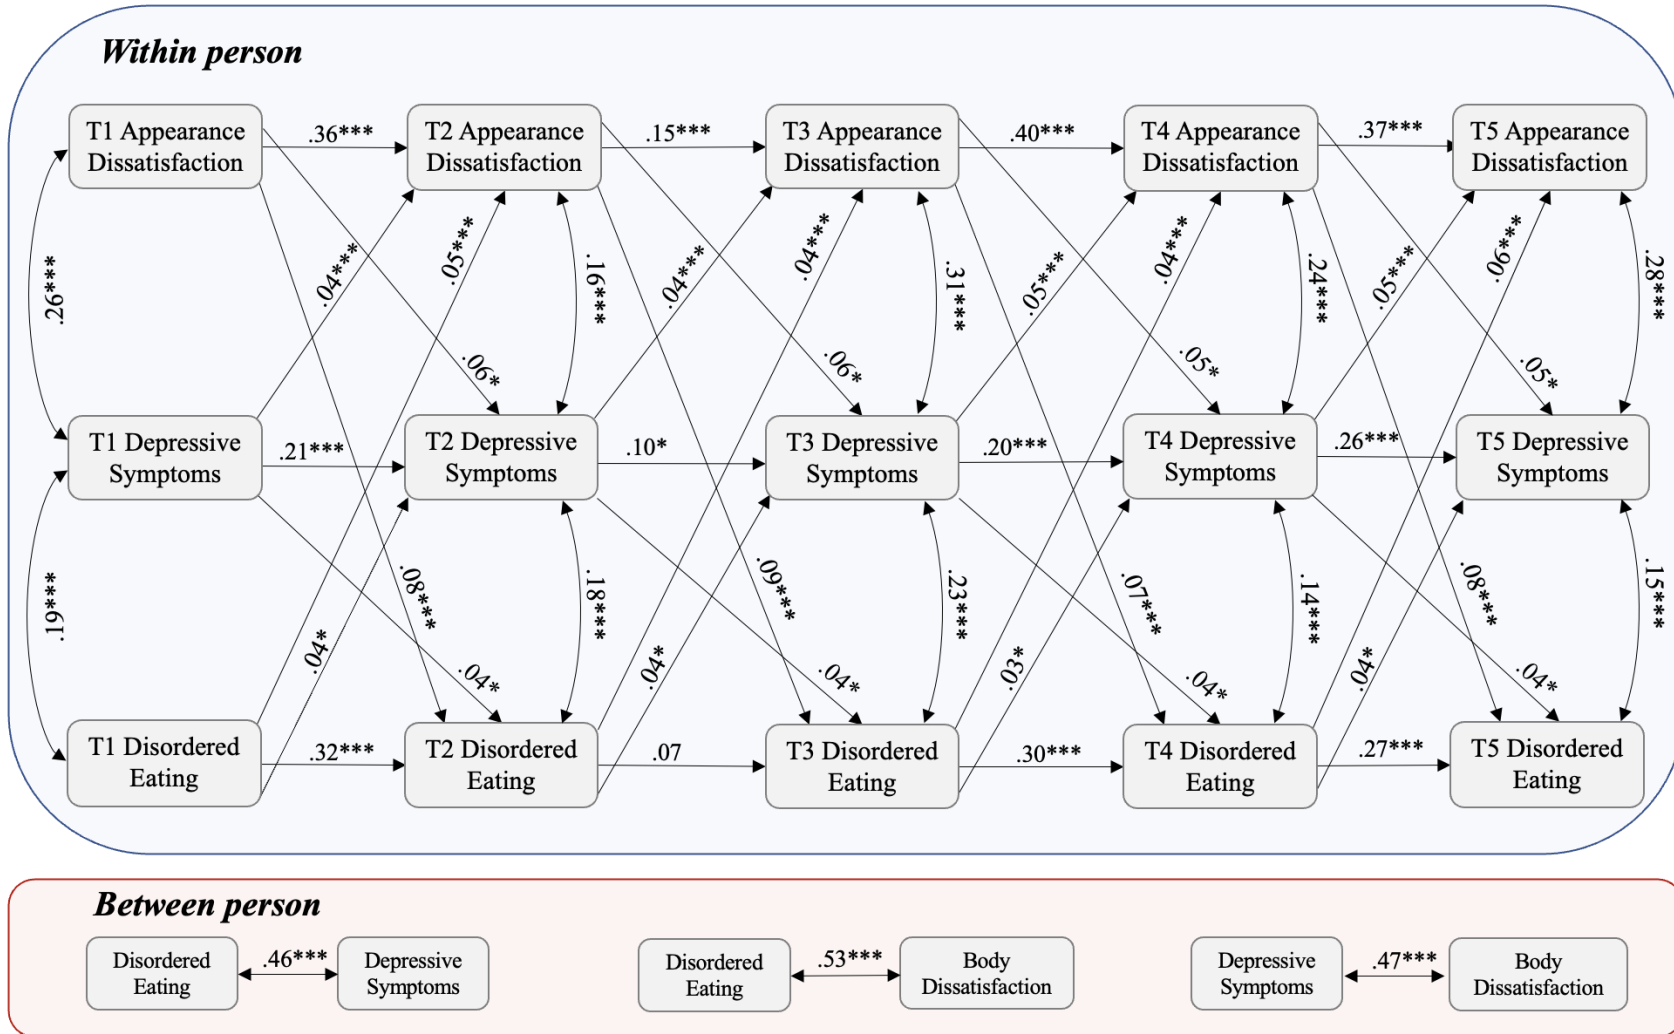 Within person
T1 Appearance
Dissatisfaction
.36***
T2 Appearance
Dissatisfaction
.15***
T3 Appearance
Dissatisfaction
.40***
T4 Appearance
Dissatisfaction
.37***
T5 Appearance
Dissatisfaction
.26***
.04***
.05***
.16***
.04***
.04***
.31***
.05***
.04***
.24***
.05***
.06***
.28***
.06*
.06*
.05*
.05*
T1 Depressive
Symptoms
.21***
T2 Depressive
Symptoms
.10*
T3 Depressive
Symptoms
.20***
T4 Depressive
Symptoms
.26***
T5 Depressive
Symptoms
.19***
.04*
.08***
.04*
.18***
.04*
.09***
.04*
.23***
.03*
.07***
.04*
.14***
.04*
.08***
.04*
.15***
T1 Disordered
Eating
.32***
T2 Disordered
Eating
.07
T3 Disordered
Eating
.30***
T4 Disordered
Eating
.27***
T5 Disordered
Eating
Between person
Disordered
Eating
.46***
Depressive
Symptoms
Disordered
Eating
.53***
Body
Dissatisfaction
Depressive
Symptoms
.47***
Body
Dissatisfaction